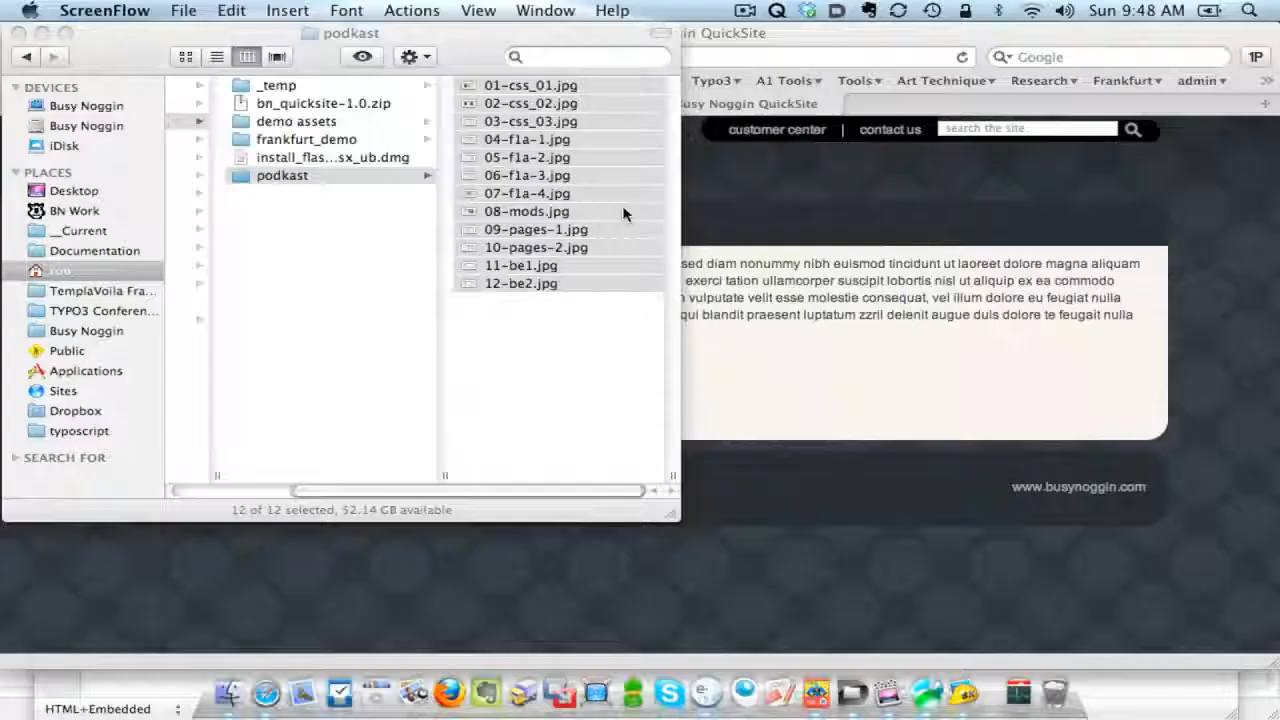 ScreenFlow File Edit Insert Font Actions View Window Help Sun 9:48 AM
podkast
in QuickSite
Google
1P
Typo3 A1 Tools Tools Art Technique Research Frankfurt admin
usy Noggin QuickSite
customer center | contact us search the site
DEVICES
Busy Noggin
Busy Noggin
iDisk
PLACES
Desktop
BN Work
__Current
Documentation
rou
TemplaVoila Fra...
TYPO3 Conferen...
Busy Noggin
Public
Applications
Sites
Dropbox
typoscript
SEARCH FOR
_temp
bn_quicksite-1.0.zip
demo assets
frankfurt_demo
install_flas...sx_ub.dmg
podkast
01-css_01.jpg
02-css_02.jpg
03-css_03.jpg
04-f1a-1.jpg
05-f1a-2.jpg
06-f1a-3.jpg
07-f1a-4.jpg
08-mods.jpg
09-pages-1.jpg
10-pages-2.jpg
11-be1.jpg
12-be2.jpg
12 of 12 selected, 52.14 GB available
sed diam nonummy nibh euismod tincidunt ut laoreet dolore magna aliquam
exerci tation ullamcorper suscipit lobortis nisl ut aliquip ex ea commodo
vulputate velit esse molestie consequat, vel illum dolore eu feugiat nulla
qui blandit praesent luptatum zzril delenit augue duis dolore te feugait nulla
www.busynoggin.com
HTML+Embedded